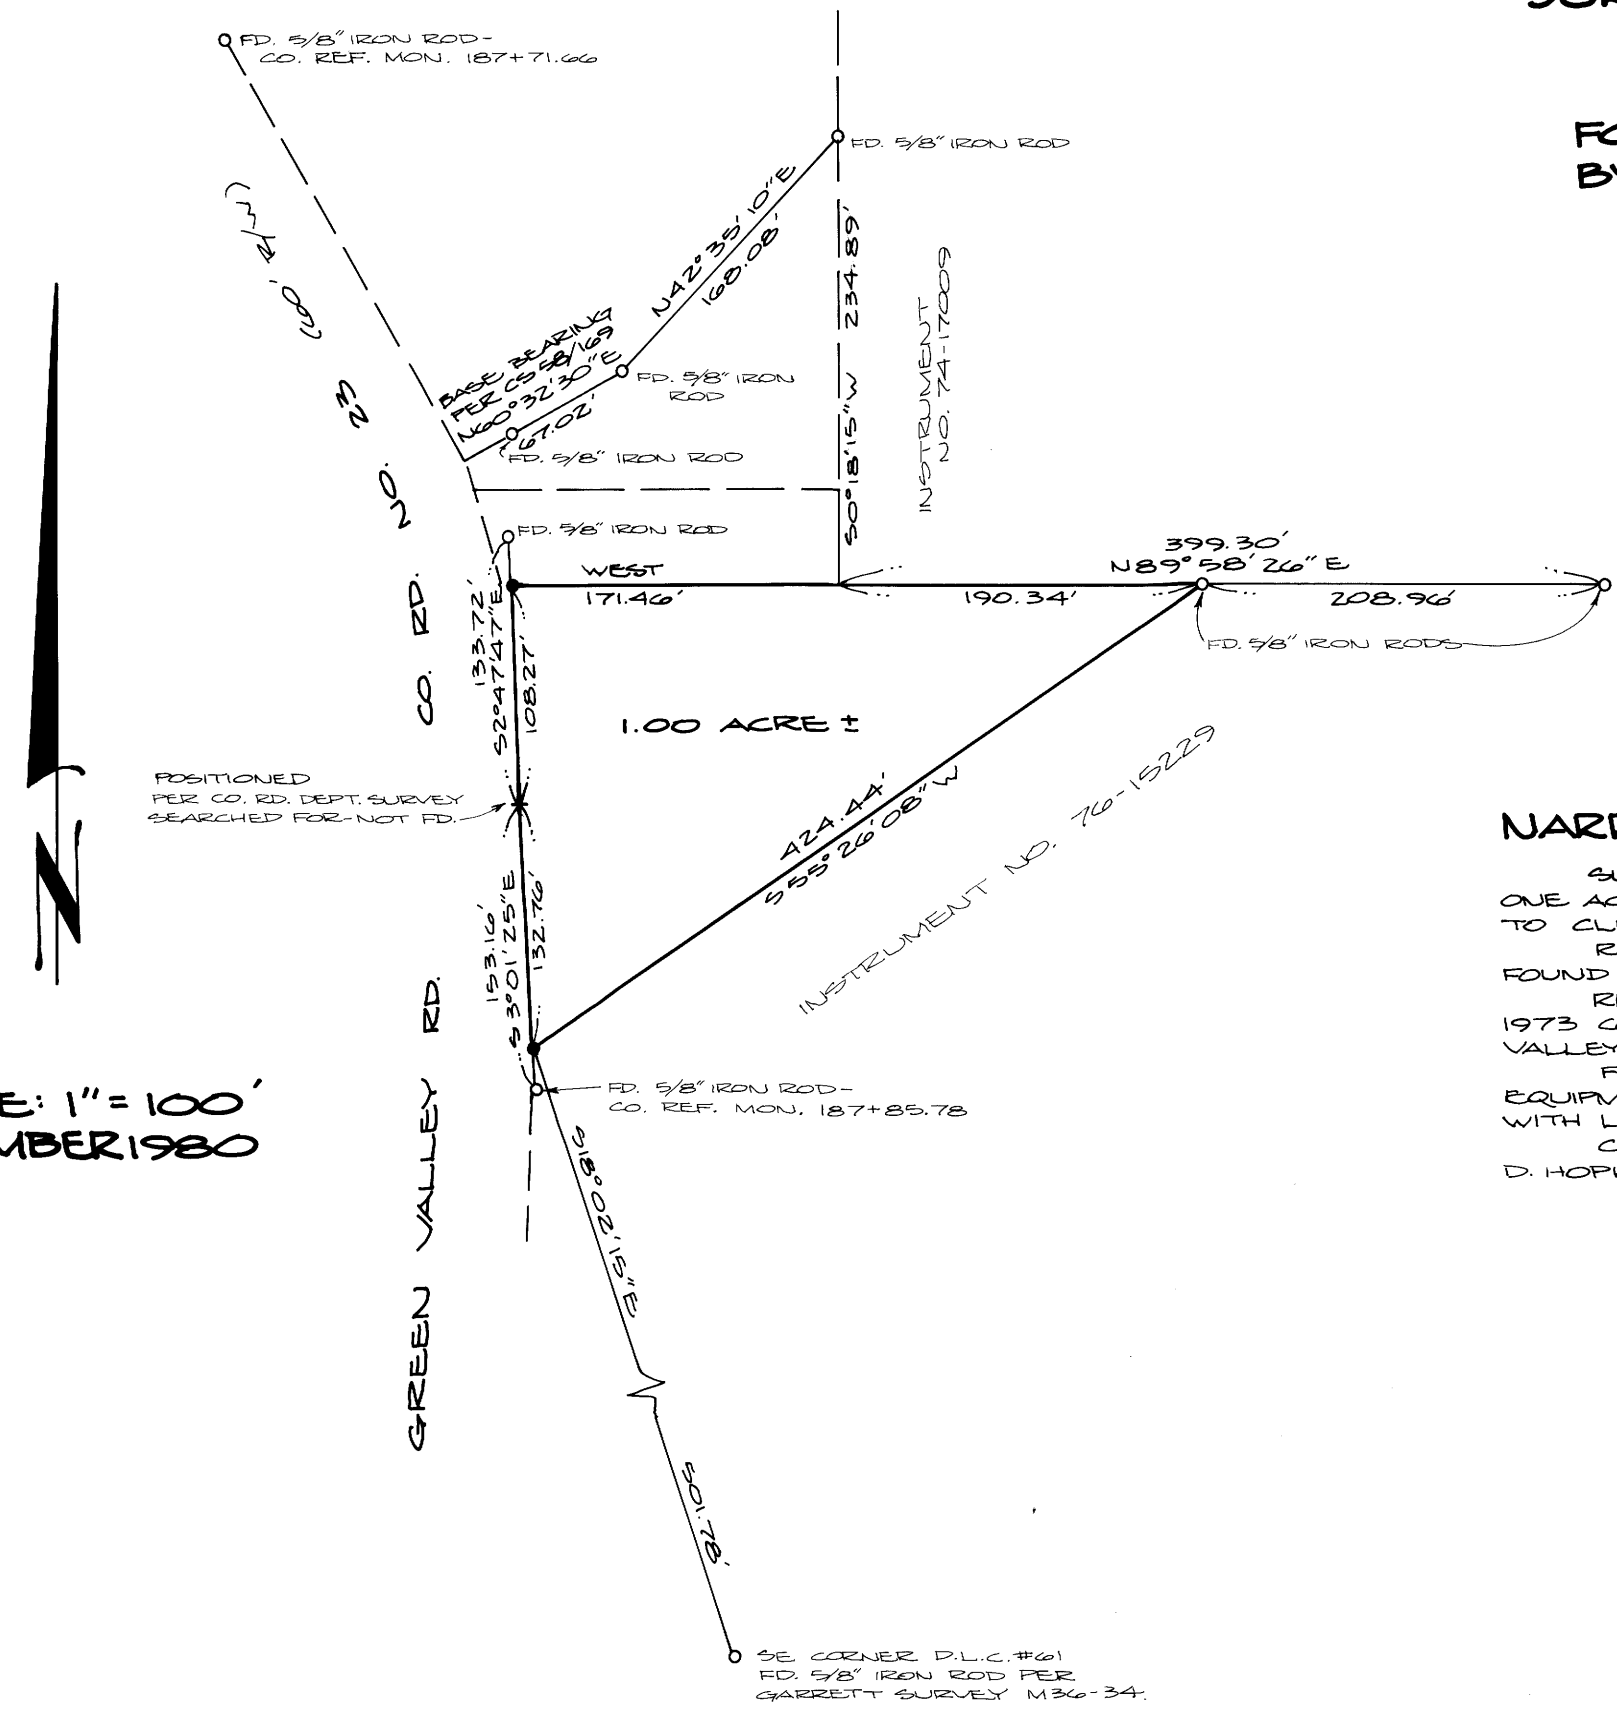 FD. 5/8" IRON ROD-
CO. REF. MON. 187+71.66
FD. 5/8" IRON ROD
(60' R/W)
N42°35'10"E
168.08'
234.89'
S0°18'15"W
INSTRUMENT
NO. 74-17009
BASE BEARING
PER CS 58/169
N60°32'30"E
67.02'
FD. 5/8" IRON
ROD
FD. 5/8" IRON ROD
CO. RD. NO. 23
FD. 5/8" IRON ROD
WEST
171.46'
190.34'
399.30'
N89°58'26"E
208.96'
FD. 5/8" IRON RODS
133.72'
S2°47'47"E
108.27'
1.00 ACRE ±
POSITIONED
PER CO. RD. DEPT. SURVEY
SEARCHED FOR-NOT FD.
424.44'
S55°26'08"W
INSTRUMENT NO. 76-15229
153.16'
S3°01'25"E
132.76'
GREEN VALLEY RD.
N
E: 1"=100'
MBER 1980
FD. 5/8" IRON ROD-
CO. REF. MON. 187+85.78
S18°02'15"E
501.78'
SE CORNER D.L.C. #61
FD. 5/8" IRON ROD PER
GARRETT SURVEY M36-34.
FO
BY
NARR
SU
ONE AC
TO CL
R
FOUND
RE
1973 C
VALLEY
F
EQUIPM
WITH L
C
D. HOP